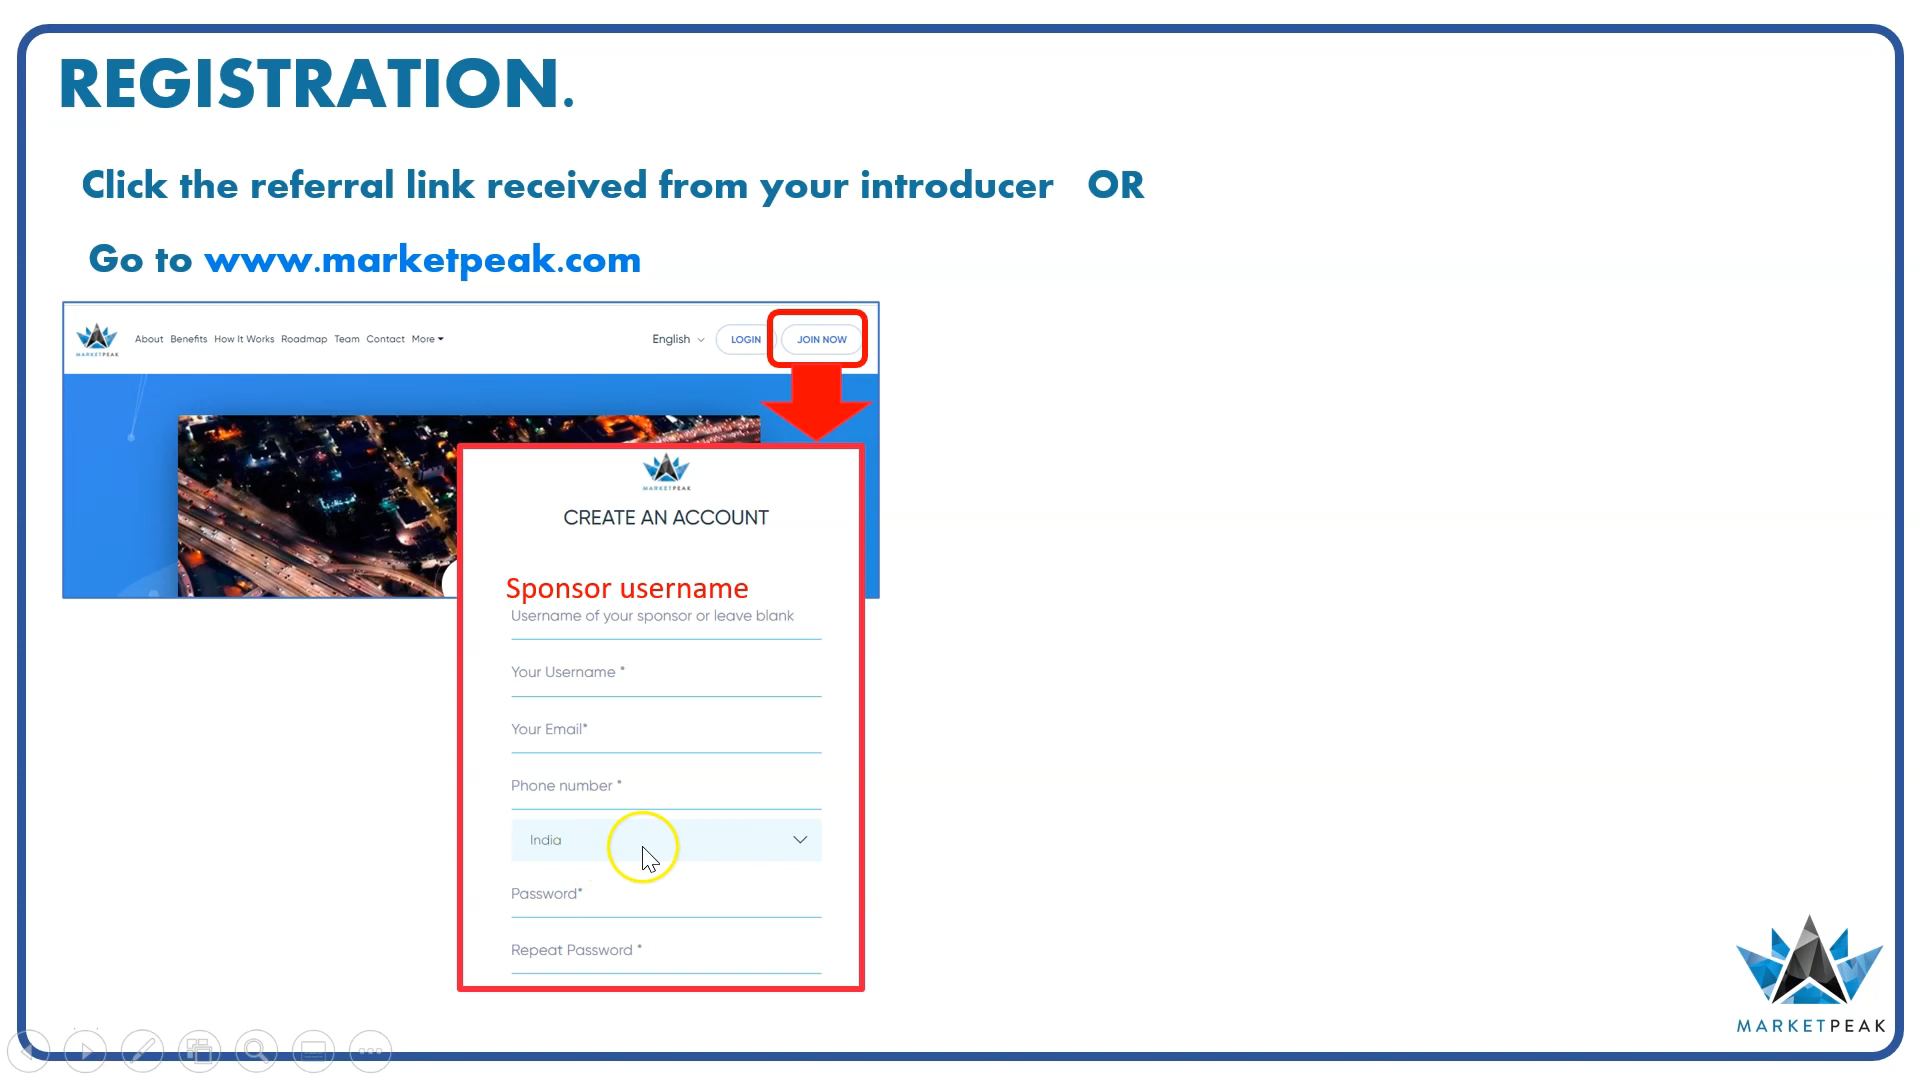 REGISTRATION.
Click the referral link received from your introducer OR
Go to www.marketpeak.com
MARKETPEAK
About Benefits How It Works Roadmap Team Contact More
English
LOGIN
JOIN NOW
MARKETPEAK
CREATE AN ACCOUNT
Sponsor username
Username of your sponsor or leave blank
Your Username *
Your Email*
Phone number *
India
Password*
Repeat Password *
MARKETPEAK